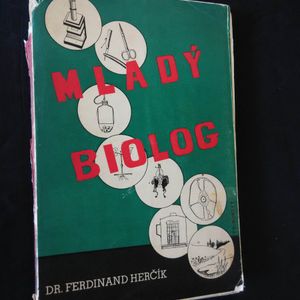 MLADÝ
BIOLOG
DR. FERDINAND HERČÍK